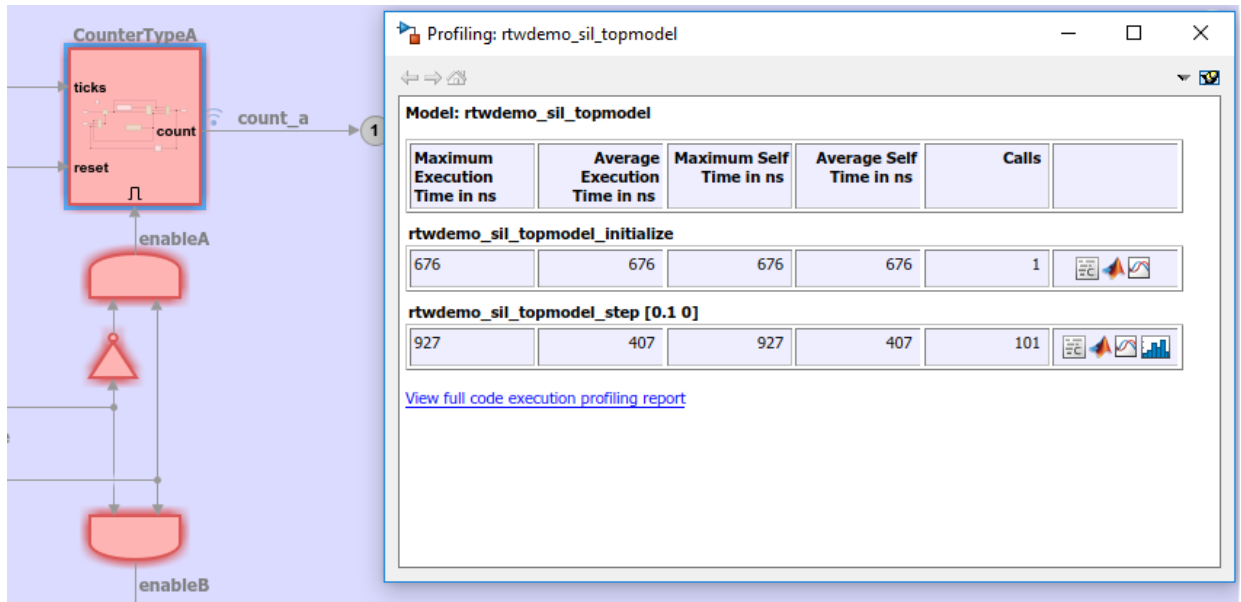 CounterTypeA
ticks
count
reset
count_a
1
enableA
enableB
Profiling: rtwdemo_sil_topmodel
Model: rtwdemo_sil_topmodel
Maximum Execution Time in ns
Average Execution Time in ns
Maximum Self Time in ns
Average Self Time in ns
Calls
rtwdemo_sil_topmodel_initialize
676 676 676 676 1
rtwdemo_sil_topmodel_step [0.1 0]
927 407 927 407 101
View full code execution profiling report